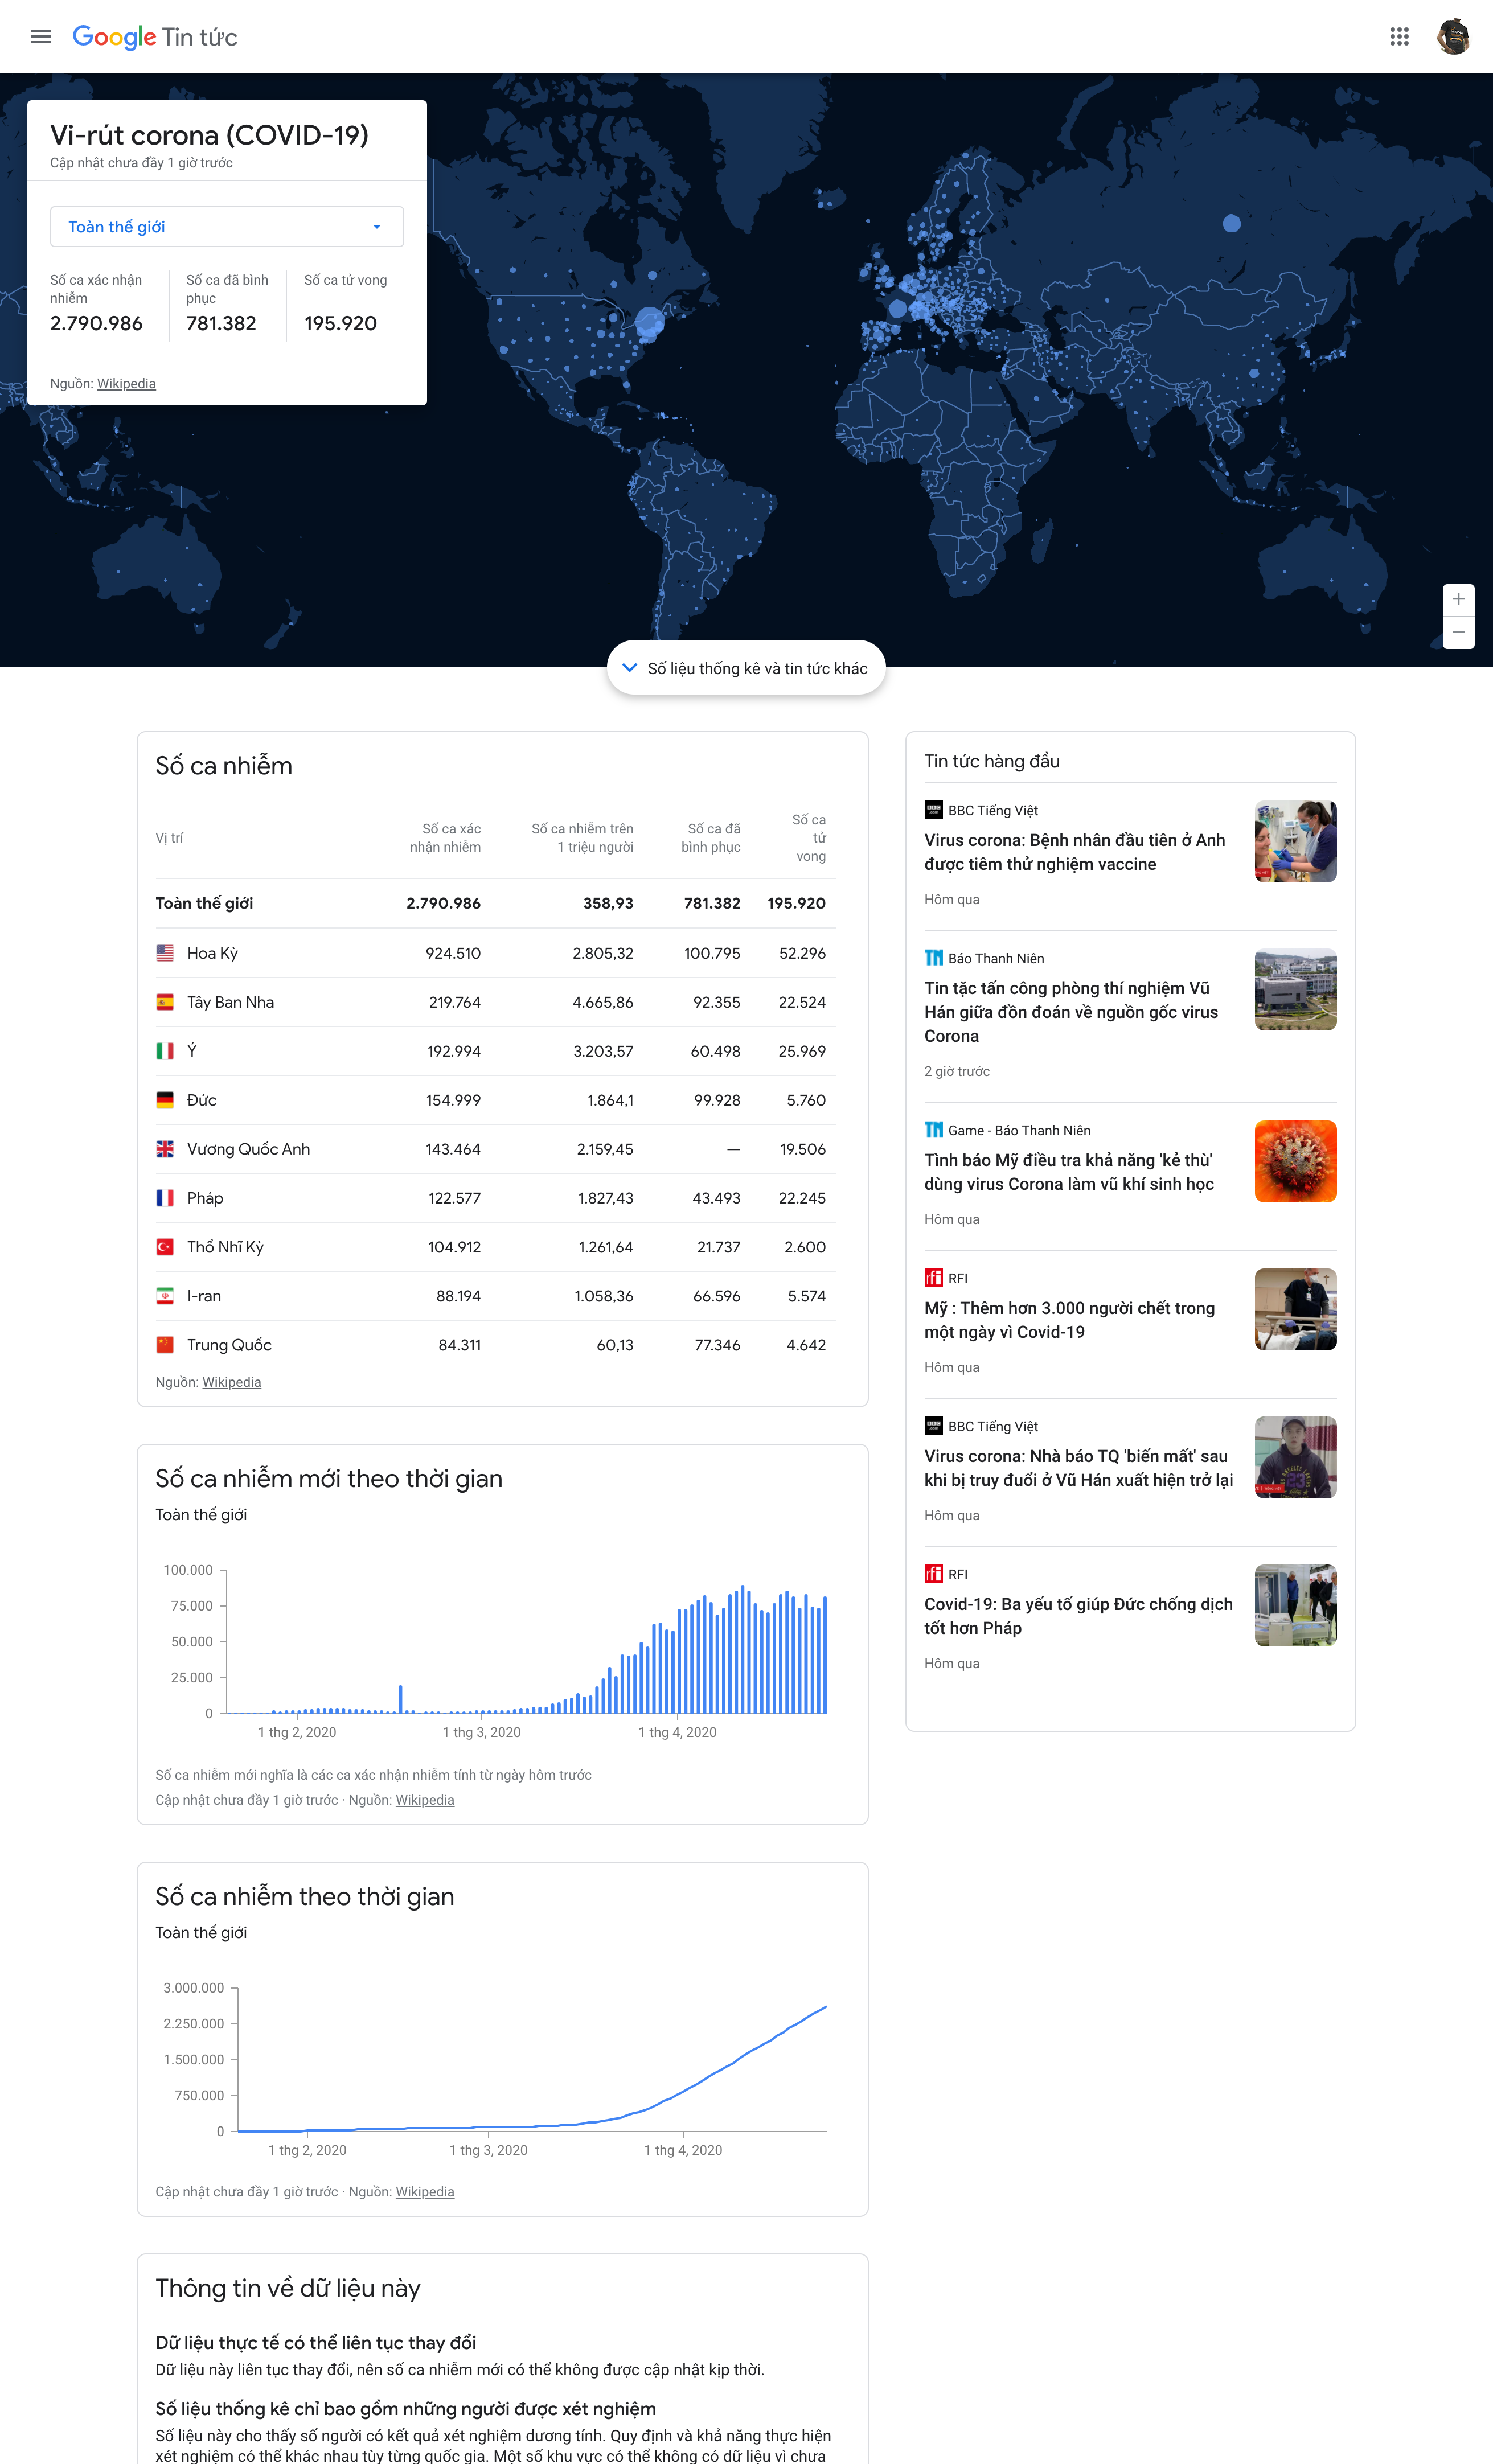 Google Tin tức
Vi-rút corona (COVID-19)
Cập nhật chưa đầy 1 giờ trước
Toàn thế giới
Số ca xác nhận
nhiễm
2.790.986
Số ca đã bình
phục
781.382
Số ca tử vong
195.920
Nguồn: Wikipedia
Số liệu thống kê và tin tức khác
Số ca nhiễm
Vị trí
Số ca xác
nhận nhiễm
Số ca nhiễm trên
1 triệu người
Số ca đã
bình phục
Số ca
tử
vong
Toàn thế giới 2.790.986 358,93 781.382 195.920
Hoa Kỳ 924.510 2.805,32 100.795 52.296
Tây Ban Nha 219.764 4.665,86 92.355 22.524
Ý 192.994 3.203,57 60.498 25.969
Đức 154.999 1.864,1 99.928 5.760
Vương Quốc Anh 143.464 2.159,45 — 19.506
Pháp 122.577 1.827,43 43.493 22.245
Thổ Nhĩ Kỳ 104.912 1.261,64 21.737 2.600
I-ran 88.194 1.058,36 66.596 5.574
Trung Quốc 84.311 60,13 77.346 4.642
Nguồn: Wikipedia
Số ca nhiễm mới theo thời gian
Toàn thế giới
100.000
75.000
50.000
25.000
0
1 thg 2, 2020 1 thg 3, 2020 1 thg 4, 2020
Số ca nhiễm mới nghĩa là các ca xác nhận nhiễm tính từ ngày hôm trước
Cập nhật chưa đầy 1 giờ trước · Nguồn: Wikipedia
Số ca nhiễm theo thời gian
Toàn thế giới
3.000.000
2.250.000
1.500.000
750.000
0
1 thg 2, 2020 1 thg 3, 2020 1 thg 4, 2020
Cập nhật chưa đầy 1 giờ trước · Nguồn: Wikipedia
Thông tin về dữ liệu này
Dữ liệu thực tế có thể liên tục thay đổi
Dữ liệu này liên tục thay đổi, nên số ca nhiễm mới có thể không được cập nhật kịp thời.
Số liệu thống kê chỉ bao gồm những người được xét nghiệm
Số liệu này cho thấy số người có kết quả xét nghiệm dương tính. Quy định và khả năng thực hiện
xét nghiệm có thể khác nhau tùy từng quốc gia. Một số khu vực có thể không có dữ liệu vì chưa
Tin tức hàng đầu
BBC Tiếng Việt
Virus corona: Bệnh nhân đầu tiên ở Anh
được tiêm thử nghiệm vaccine
Hôm qua
Báo Thanh Niên
Tin tặc tấn công phòng thí nghiệm Vũ
Hán giữa đồn đoán về nguồn gốc virus
Corona
2 giờ trước
Game - Báo Thanh Niên
Tình báo Mỹ điều tra khả năng 'kẻ thù'
dùng virus Corona làm vũ khí sinh học
Hôm qua
rfi RFI
Mỹ : Thêm hơn 3.000 người chết trong
một ngày vì Covid-19
Hôm qua
BBC Tiếng Việt
Virus corona: Nhà báo TQ 'biến mất' sau
khi bị truy đuổi ở Vũ Hán xuất hiện trở lại
Hôm qua
rfi RFI
Covid-19: Ba yếu tố giúp Đức chống dịch
tốt hơn Pháp
Hôm qua